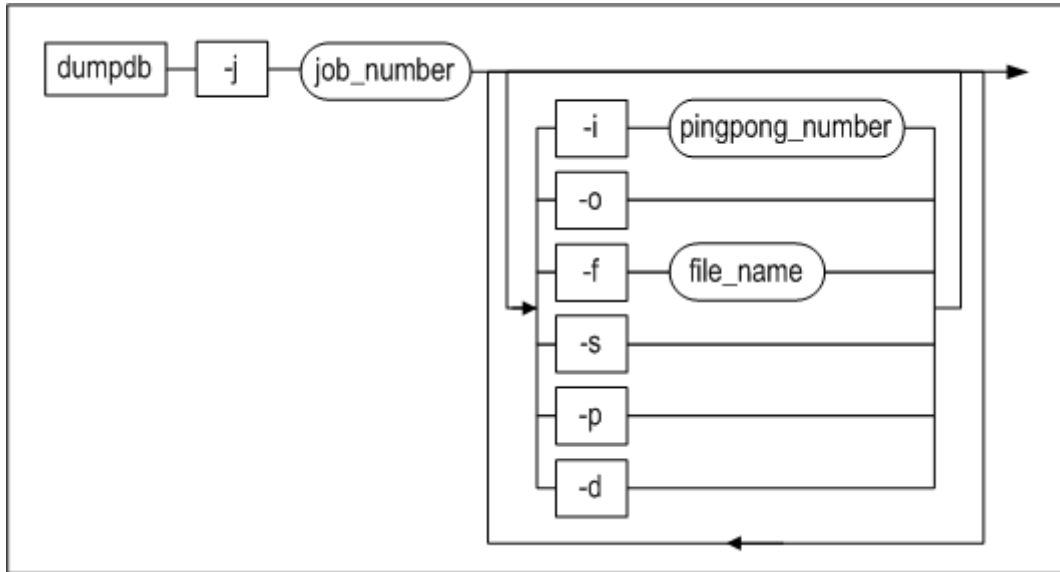 dumpdb -j job_number
-i pingpong_number
-o
-f file_name
-s
-p
-d